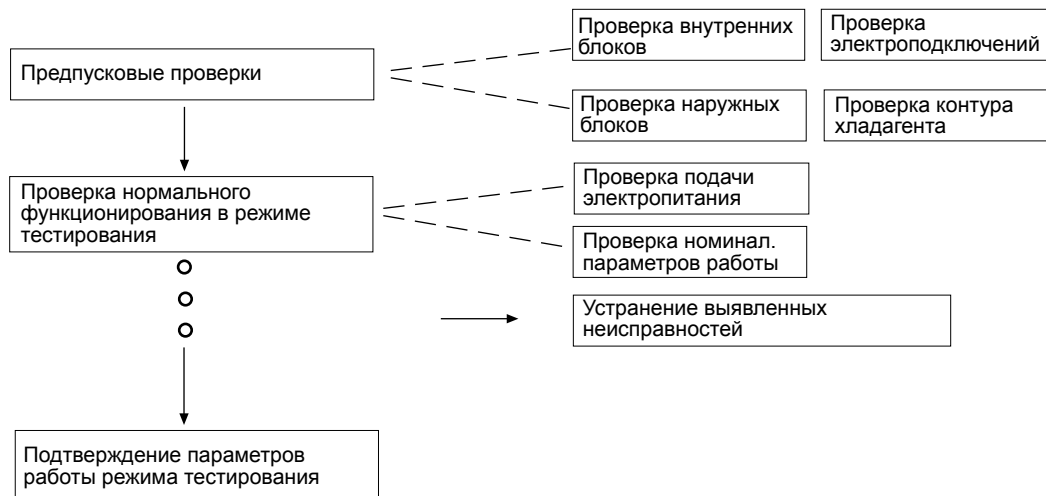 Предпусковые проверки
Проверка внутренних
блоков
Проверка
электроподключений
Проверка наружных
блоков
Проверка контура
хладагента
Проверка нормального
функционирования в режиме
тестирования
Проверка подачи
электропитания
Проверка номинал.
параметров работы
Устранение выявленных
неисправностей
Подтверждение параметров
работы режима тестирования